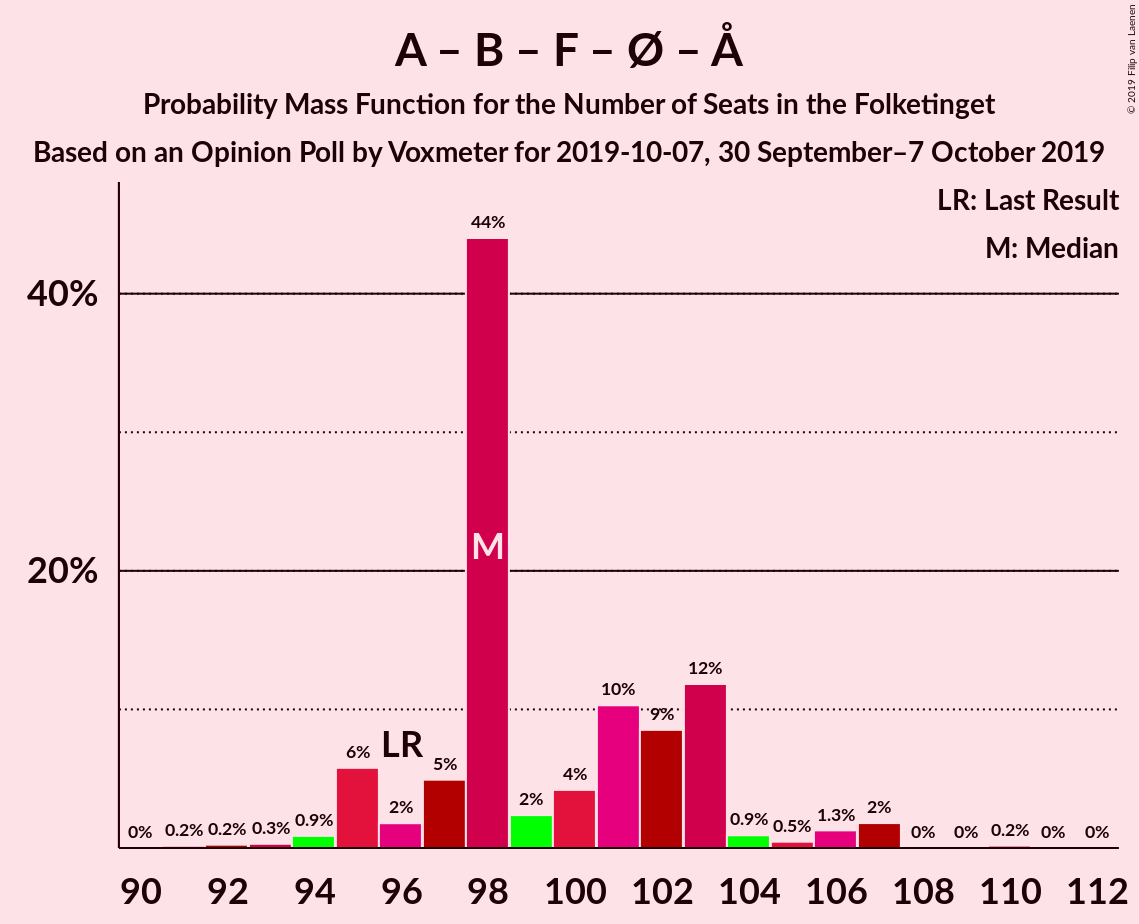 A – B – F – Ø – Å
Probability Mass Function for the Number of Seats in the Folketinget
Based on an Opinion Poll by Voxmeter for 2019-10-07, 30 September–7 October 2019
© 2019 Filip van Laenen
LR: Last Result
M: Median
40%
20%
0% 0.2% 0.2% 0.3% 0.9% 6% 2% 5% 44% 2% 4% 10% 9% 12% 0.9% 0.5% 1.3% 2% 0% 0% 0.2% 0% 0%
LR
M
90 92 94 96 98 100 102 104 106 108 110 112